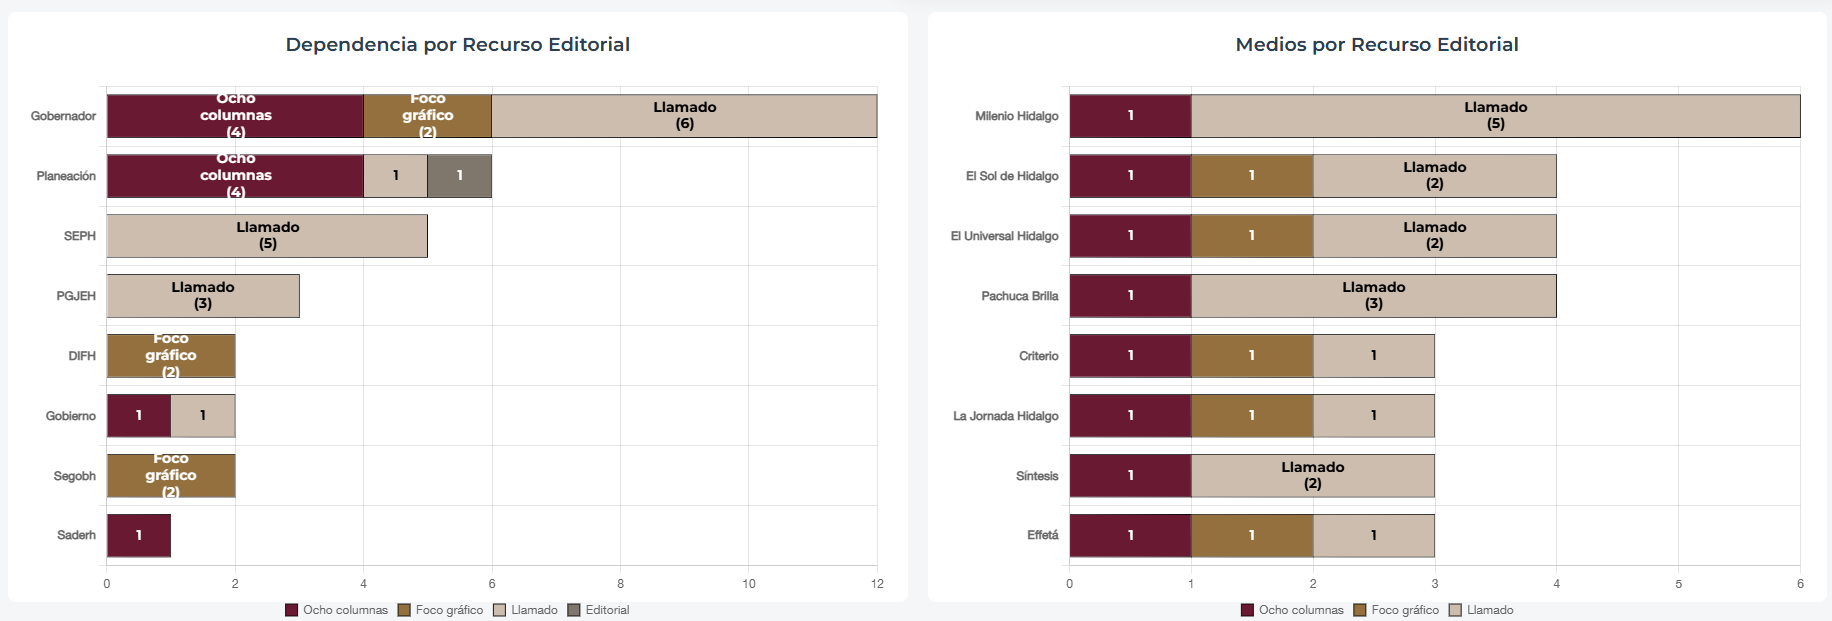 Dependencia por Recurso Editorial
Gobernador
Ocho
columnas
(4)
Foco
gráfico
(2)
Llamado
(6)
Planeación
Ocho
columnas
(4)
1
1
SEPH
Llamado
(5)
PGJEH
Llamado
(3)
DIFH
Foco
gráfico
(2)
Gobierno
1
1
Segobh
Foco
gráfico
(2)
Saderh
1
0 2 4 6 8 10 12
Ocho columnas Foco gráfico Llamado Editorial
Medios por Recurso Editorial
Milenio Hidalgo
1
Llamado
(5)
El Sol de Hidalgo
1
1
Llamado
(2)
El Universal Hidalgo
1
1
Llamado
(2)
Pachuca Brilla
1
Llamado
(3)
Criterio
1
1
1
La Jornada Hidalgo
1
1
1
Síntesis
1
Llamado
(2)
Effetá
1
1
1
0 1 2 3 4 5 6
Ocho columnas Foco gráfico Llamado